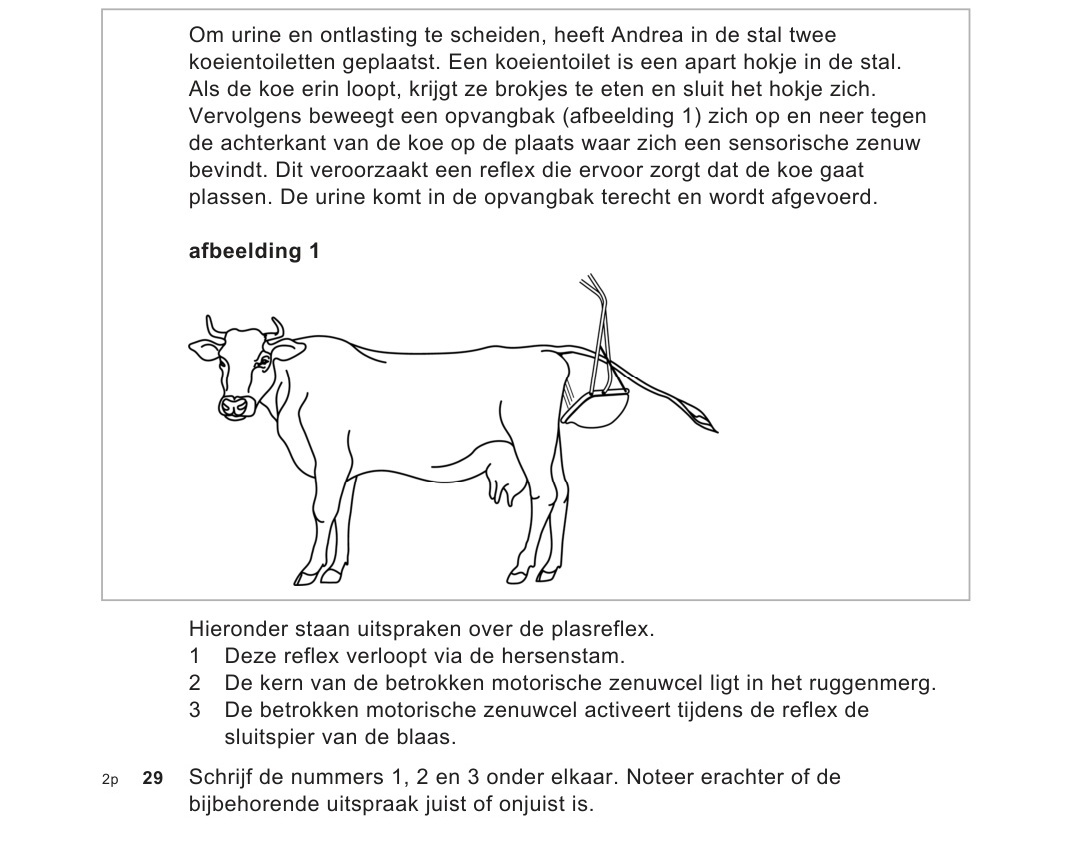 Om urine en ontlasting te scheiden, heeft Andrea in de stal twee
koeientoiletten geplaatst. Een koeientoilet is een apart hokje in de stal.
Als de koe erin loopt, krijgt ze brokjes te eten en sluit het hokje zich.
Vervolgens beweegt een opvangbak (afbeelding 1) zich op en neer tegen
de achterkant van de koe op de plaats waar zich een sensorische zenuw
bevindt. Dit veroorzaakt een reflex die ervoor zorgt dat de koe gaat
plassen. De urine komt in de opvangbak terecht en wordt afgevoerd.
afbeelding 1
Hieronder staan uitspraken over de plasreflex.
1 Deze reflex verloopt via de hersenstam.
2 De kern van de betrokken motorische zenuwcel ligt in het ruggenmerg.
3 De betrokken motorische zenuwcel activeert tijdens de reflex de
sluitspier van de blaas.
2p 29 Schrijf de nummers 1, 2 en 3 onder elkaar. Noteer erachter of de
bijbehorende uitspraak juist of onjuist is.